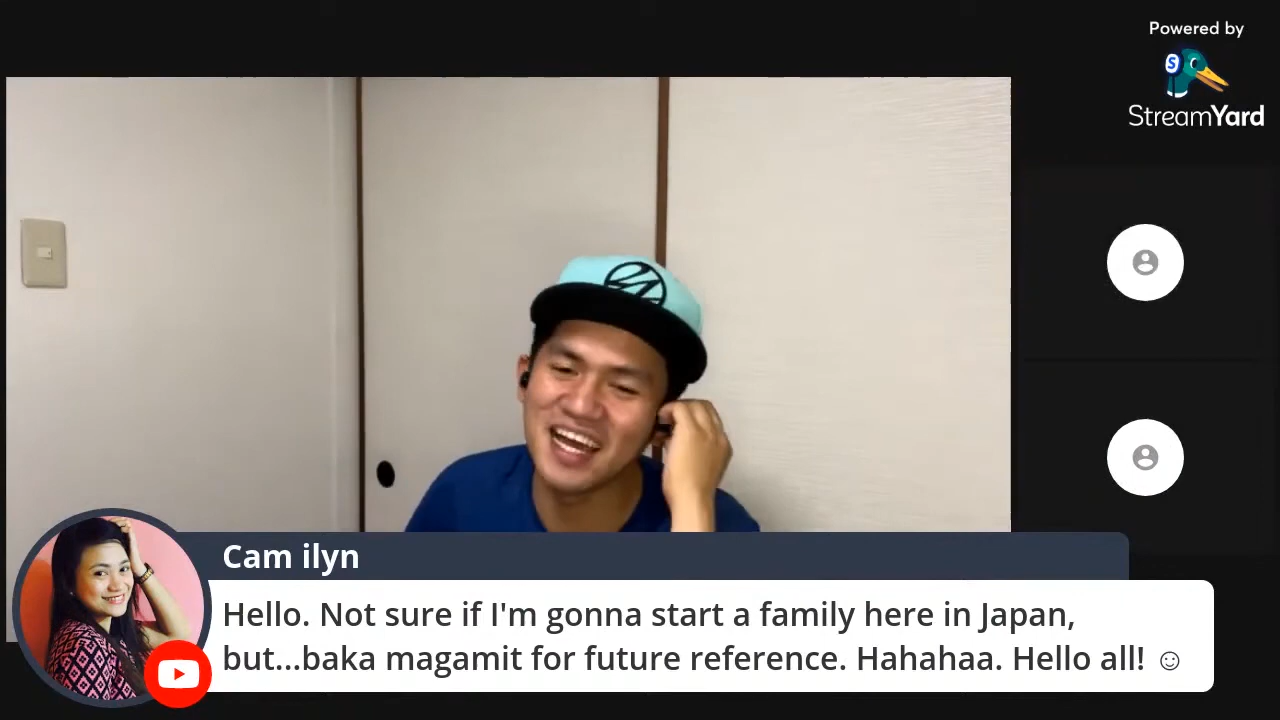 Powered by
StreamYard
Cam ilyn
Hello. Not sure if I'm gonna start a family here in Japan,
but...baka magamit for future reference. Hahahaa. Hello all! ☺